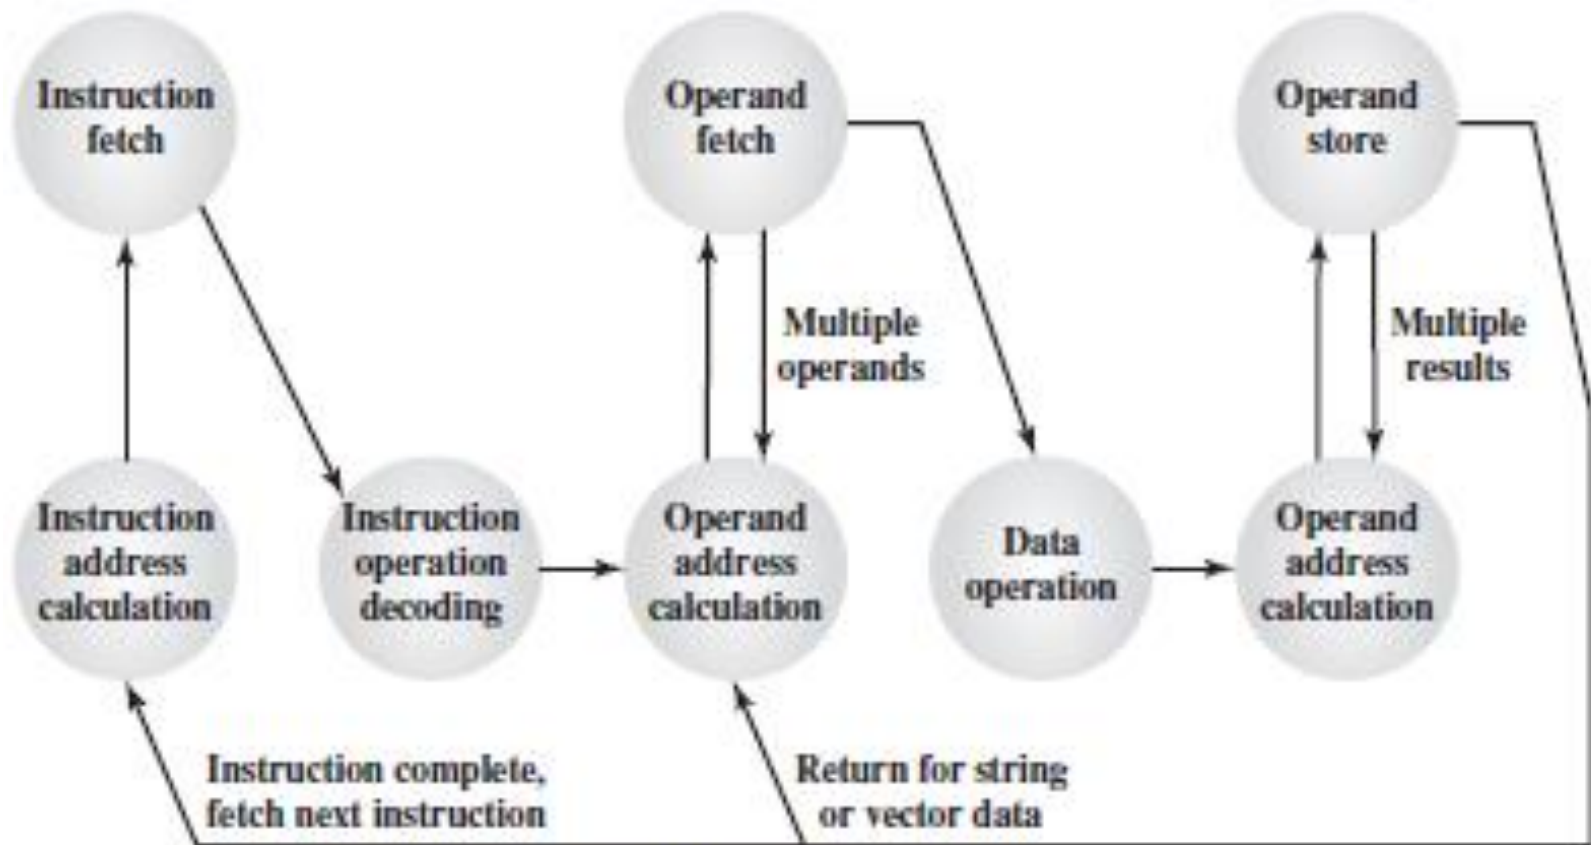 Instruction
fetch
Operand
fetch
Operand
store
Multiple
operands
Multiple
results
Instruction
address
calculation
Instruction
operation
decoding
Operand
address
calculation
Data
operation
Operand
address
calculation
Instruction complete,
fetch next instruction
Return for string
or vector data